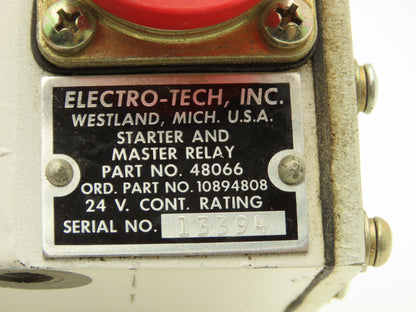 ELECTRO-TECH, INC.
WESTLAND, MICH. U.S.A.
STARTER AND
MASTER RELAY
PART NO. 48066
ORD. PART NO. 10894808
24 V. CONT. RATING
SERIAL NO. 13394